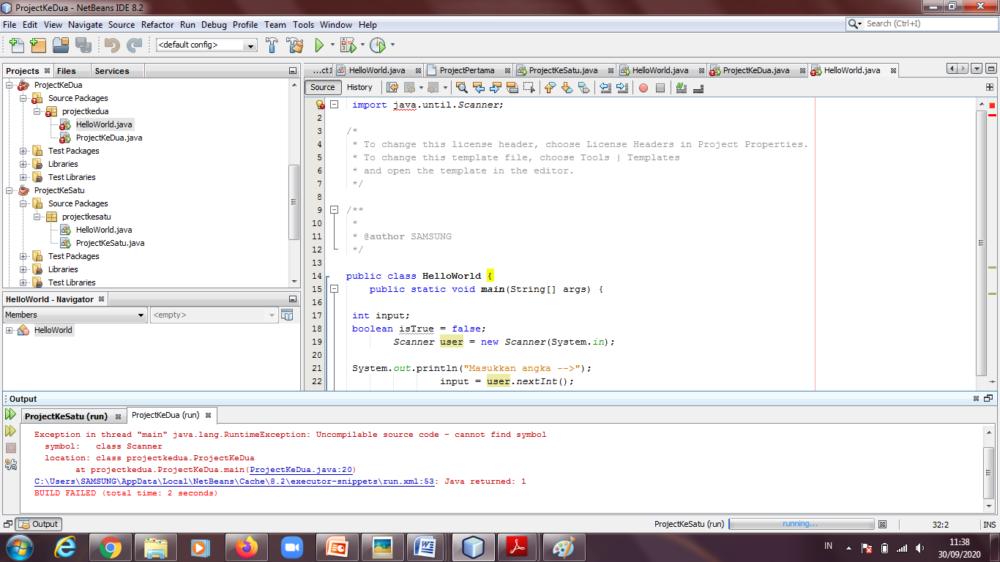 ProjectKeDua - NetBeans IDE 8.2
File Edit View Navigate Source Refactor Run Debug Profile Team Tools Window Help
Search (Ctrl+I)
<default config>
Projects Files Services
ProjectKeDua
Source Packages
projectkedua
HelloWorld.java
ProjectKeDua.java
Test Packages
Libraries
Test Libraries
ProjectKeSatu
Source Packages
projectkesatu
HelloWorld.java
ProjectKeSatu.java
Test Packages
Libraries
Test Libraries
HelloWorld - Navigator
Members <empty>
HelloWorld
...ct1 HelloWorld.java ProjectPertama ProjectKeSatu.java HelloWorld.java ProjectKeDua.java HelloWorld.java
Source History
import java.until.Scanner;
2
3 /*
4 * To change this license header, choose License Headers in Project Properties.
5 * To change this template file, choose Tools | Templates
6 * and open the template in the editor.
7 */
8
9 /**
10 *
11 * @author SAMSUNG
12 */
13
14 public class HelloWorld {
15 public static void main(String[] args) {
16
17 int input;
18 boolean isTrue = false;
19 Scanner user = new Scanner(System.in);
20
21 System.out.println("Masukkan angka -->");
22 input = user.nextInt();
Output
ProjectKeSatu (run) ProjectKeDua (run)
Exception in thread "main" java.lang.RuntimeException: Uncompilable source code - cannot find symbol
symbol: class Scanner
location: class projectkedua.ProjectKeDua
at projectkedua.ProjectKeDua.main(ProjectKeDua.java:20)
C:\Users\SAMSUNG\AppData\Local\NetBeans\Cache\8.2\executor-snippets\run.xml:53: Java returned: 1
BUILD FAILED (total time: 2 seconds)
Output
ProjectKeSatu (run) running... 32:2 INS
IN
11:38
30/09/2020